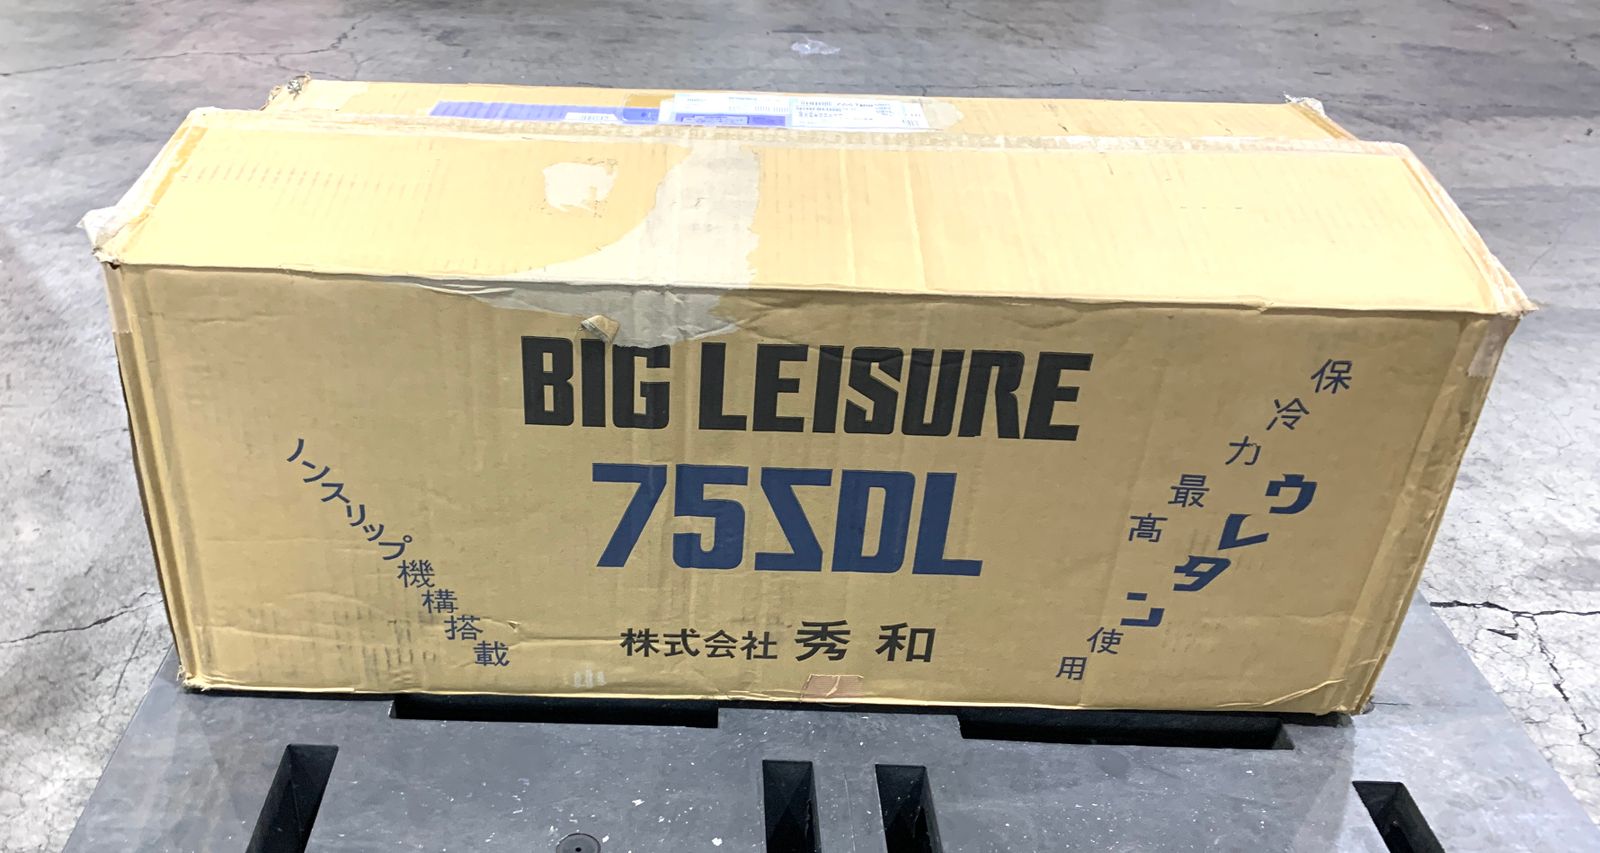 BIG LEISURE
75SDL
株式会社 秀和
ノンスリップ機構搭載
保冷力最高
ウレタン使用